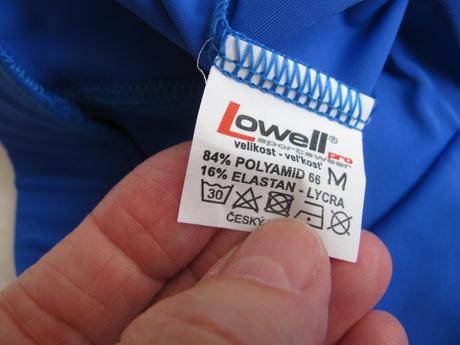 Lowell®
pro
sportswear
velikost - veľkosť
84% POLYAMID 66 M
16% ELASTAN - LYCRA
30
ČESKÝ